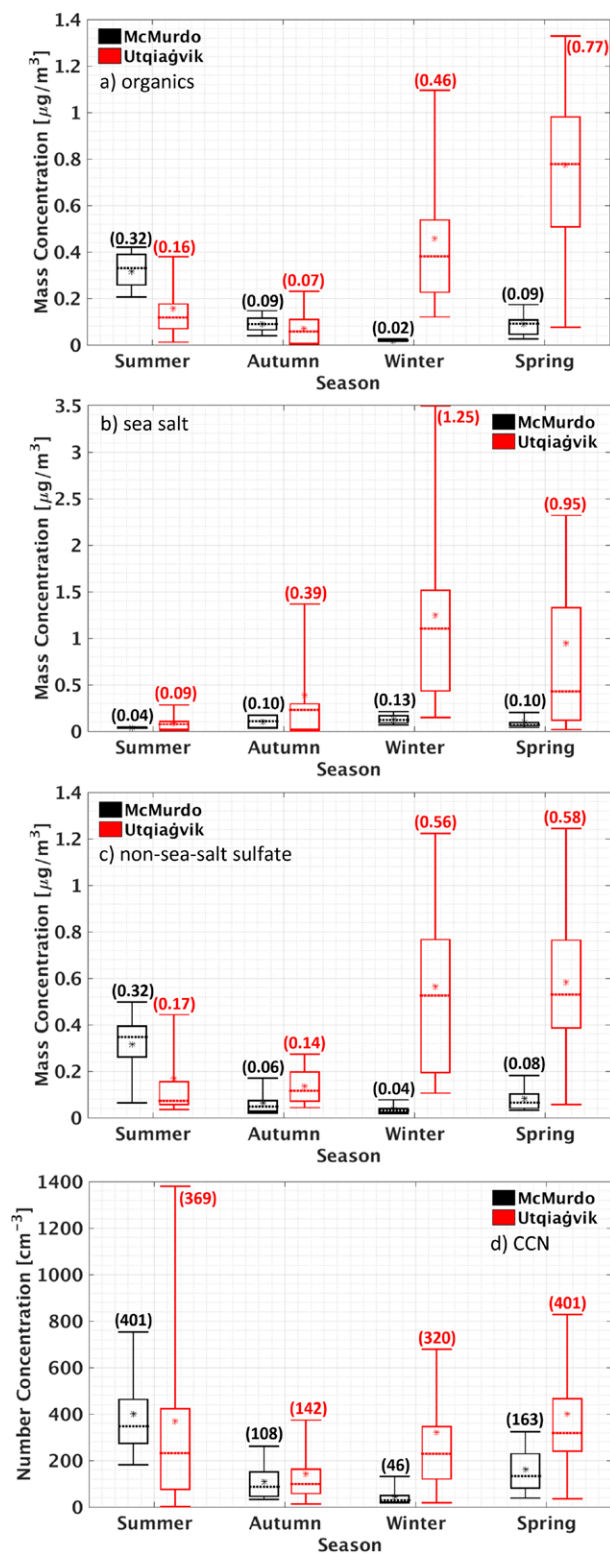 1.4
McMurdo
Utqiaġvik
(0.77)
1.2
a) organics
(0.46)
1
0.8
Mass Concentration [μg/m³]
0.6
0.4
(0.32)
(0.16)
0.2
(0.09)
(0.07)
(0.02)
(0.09)
0
Summer Autumn Winter Spring
Season
3.5
b) sea salt
McMurdo
(1.25)
Utqiaġvik
3
2.5
(0.95)
2
Mass Concentration [μg/m³]
1.5
(0.39)
1
0.5
(0.04)
(0.09)
(0.10)
(0.13)
(0.10)
0
Summer Autumn Winter Spring
Season
1.4
McMurdo
Utqiaġvik
(0.56)
(0.58)
1.2
c) non-sea-salt sulfate
1
0.8
Mass Concentration [μg/m³]
0.6
(0.32)
(0.17)
0.4
(0.14)
0.2
(0.06)
(0.04)
(0.08)
0
Summer Autumn Winter Spring
Season
1400
(369)
McMurdo
Utqiaġvik
1200
d) CCN
1000
(401)
800
(401)
(320)
Number Concentration [cm⁻³]
600
400
(108)
(142)
(163)
200
(46)
0
Summer Autumn Winter Spring
Season